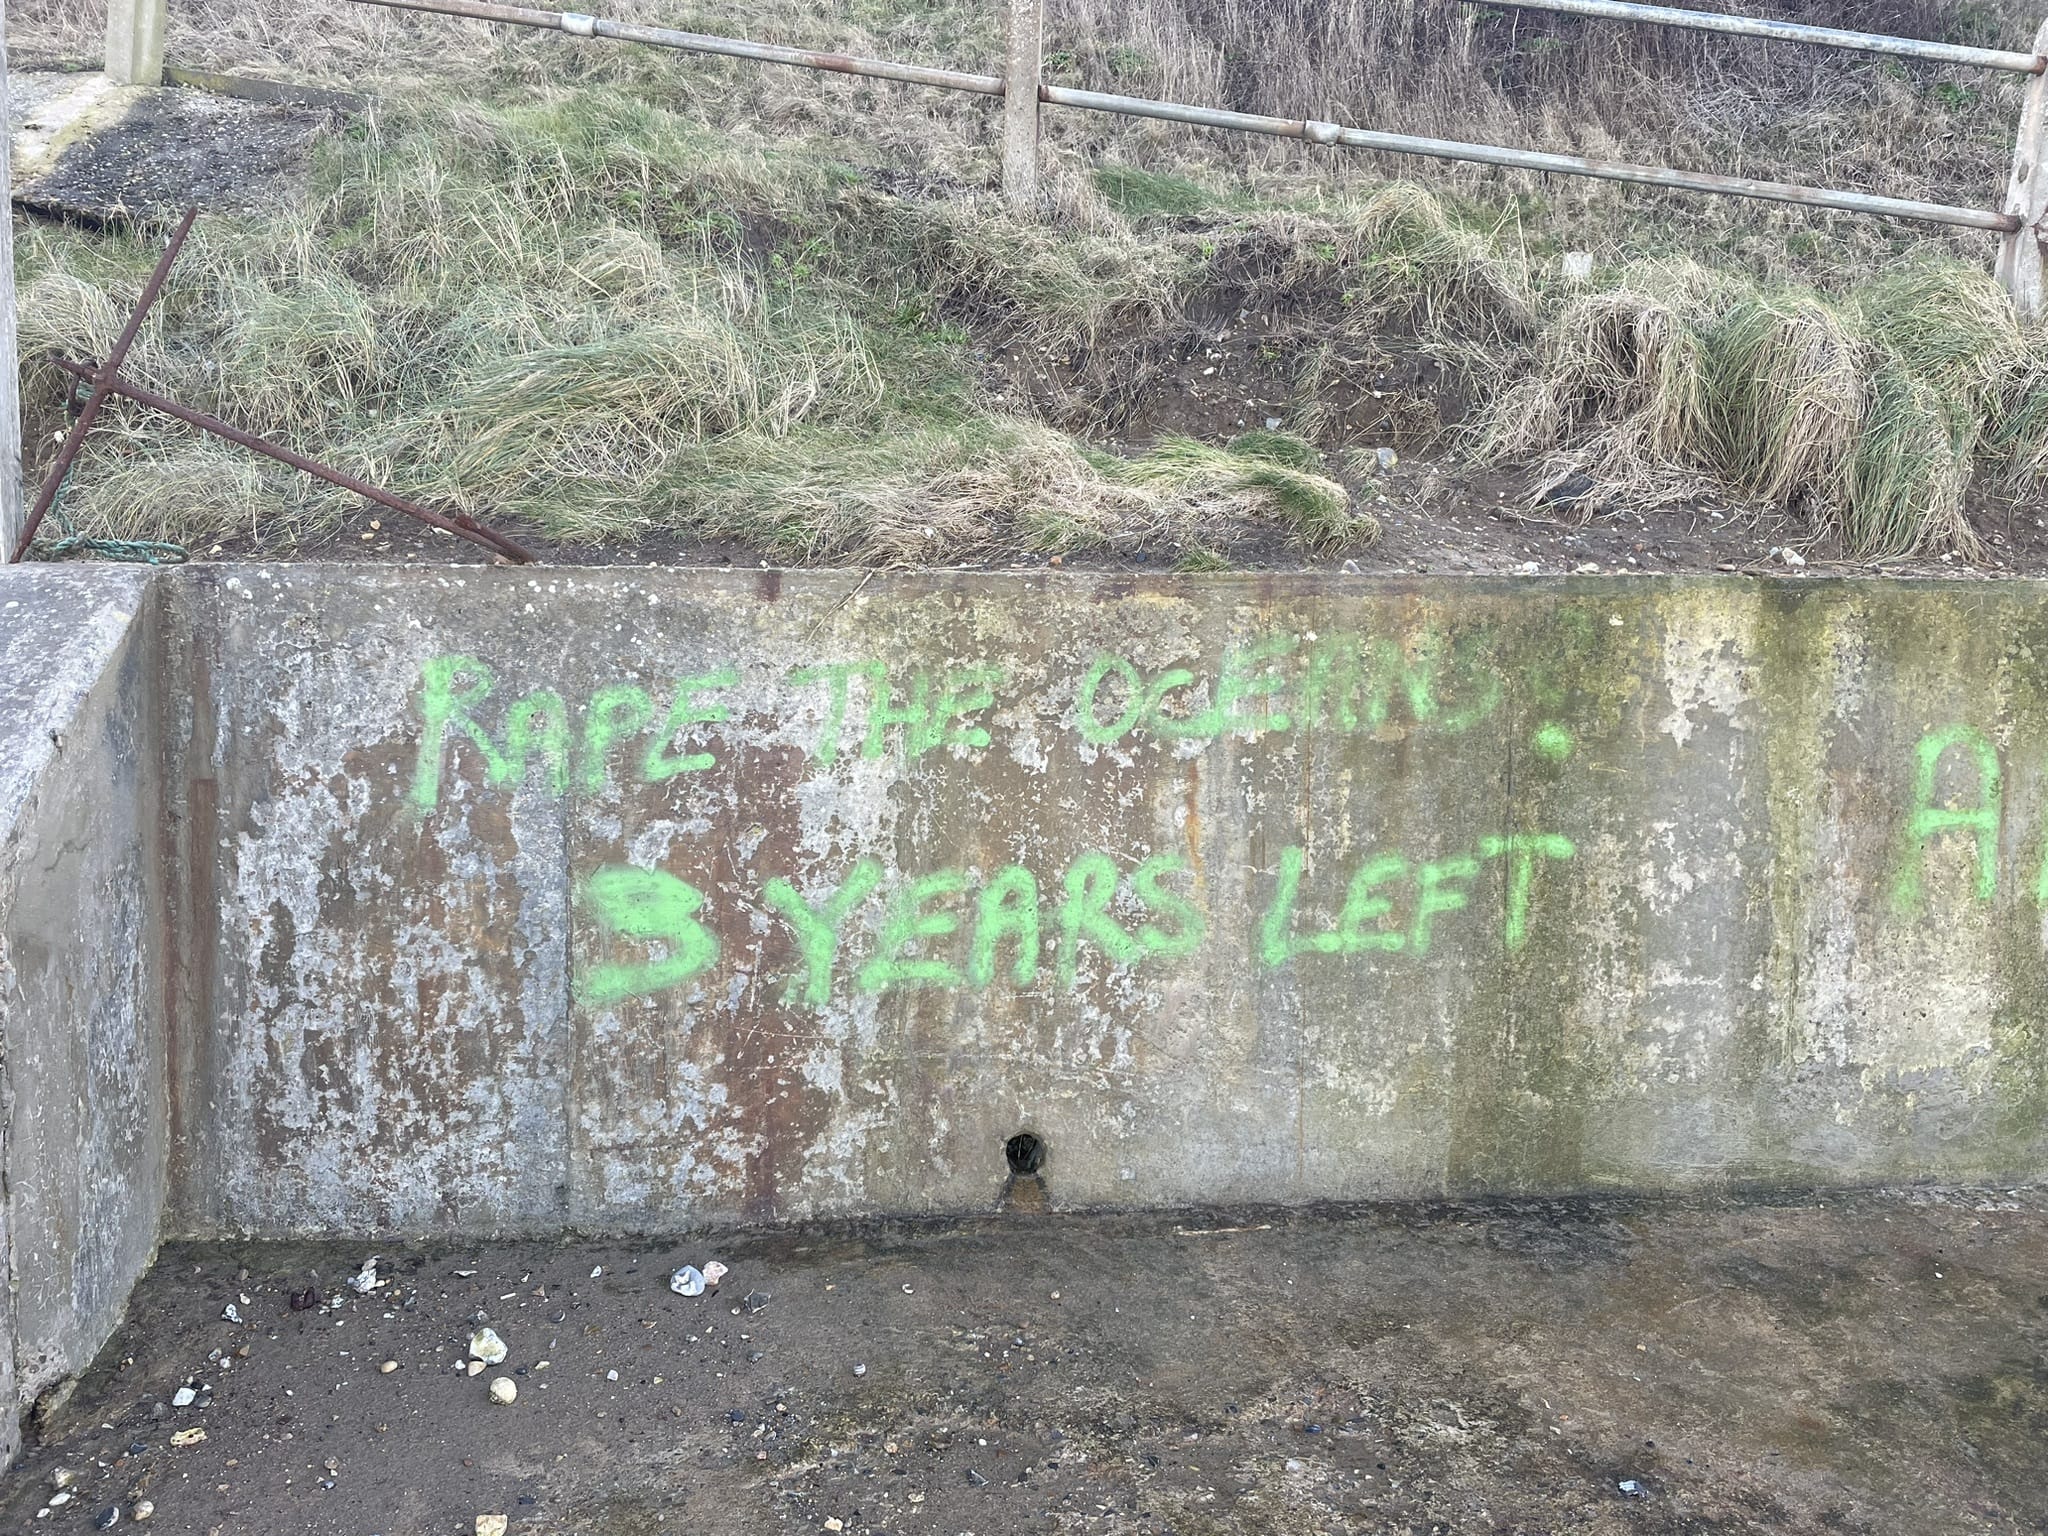 RAPE THE OCEANS.
3 YEARS LEFT
A